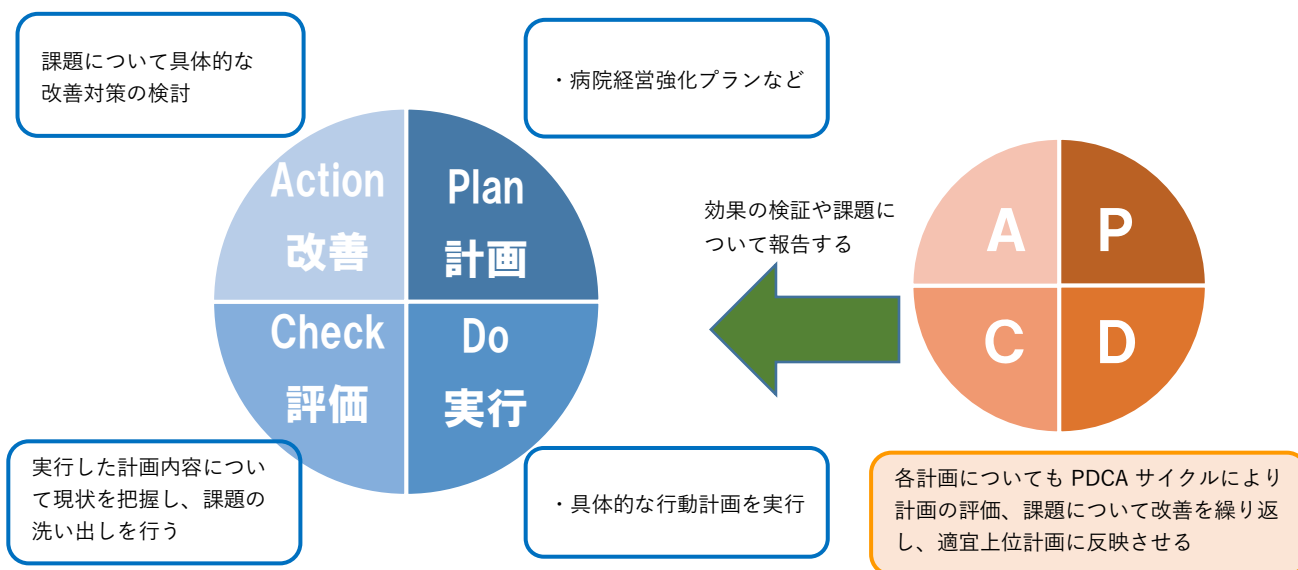 課題について具体的な
改善対策の検討
・病院経営強化プランなど
Action
改善
Plan
計画
Check
評価
Do
実行
実行した計画内容につい
て現状を把握し、課題の
洗い出しを行う
・具体的な行動計画を実行
効果の検証や課題に
ついて報告する
A
P
C
D
各計画についても PDCA サイクルにより
計画の評価、課題について改善を繰り返
し、適宜上位計画に反映させる